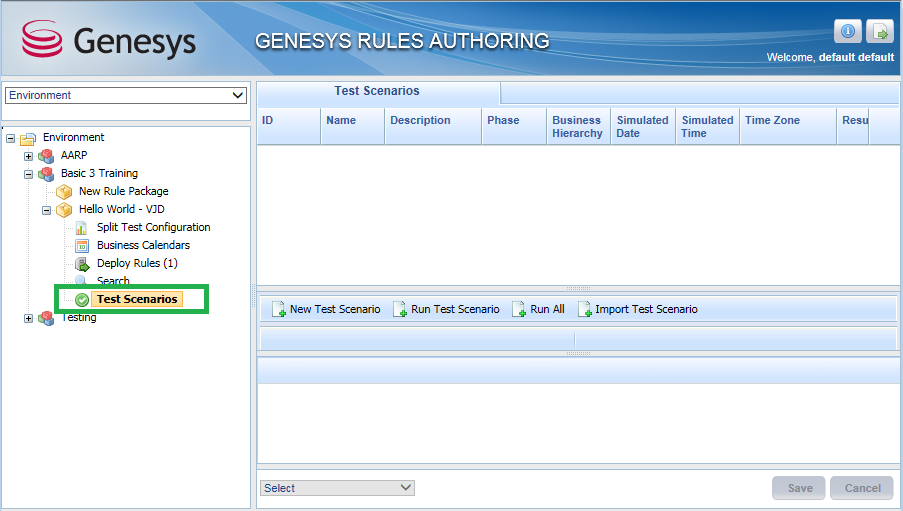 Genesys
GENESYS RULES AUTHORING
Welcome, default default
Environment
Environment
AARP
Basic 3 Training
New Rule Package
Hello World - VJD
Split Test Configuration
Business Calendars
Deploy Rules (1)
Search
Test Scenarios
Testing
Test Scenarios
ID Name Description Phase Business Hierarchy Simulated Date Simulated Time Time Zone Resu
New Test Scenario Run Test Scenario Run All Import Test Scenario
Select
Save Cancel